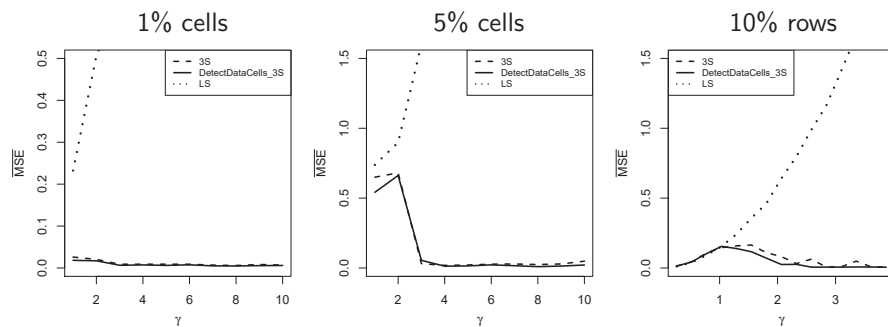 1% cells
5% cells
10% rows
MSE
0.0 0.1 0.2 0.3 0.4 0.5
3S
DetectDataCells_3S
LS
2 4 6 8 10
γ
MSE
0.0 0.5 1.0 1.5
3S
DetectDataCells_3S
LS
2 4 6 8 10
γ
MSE
0.0 0.5 1.0 1.5
3S
DetectDataCells_3S
LS
1 2 3
γ